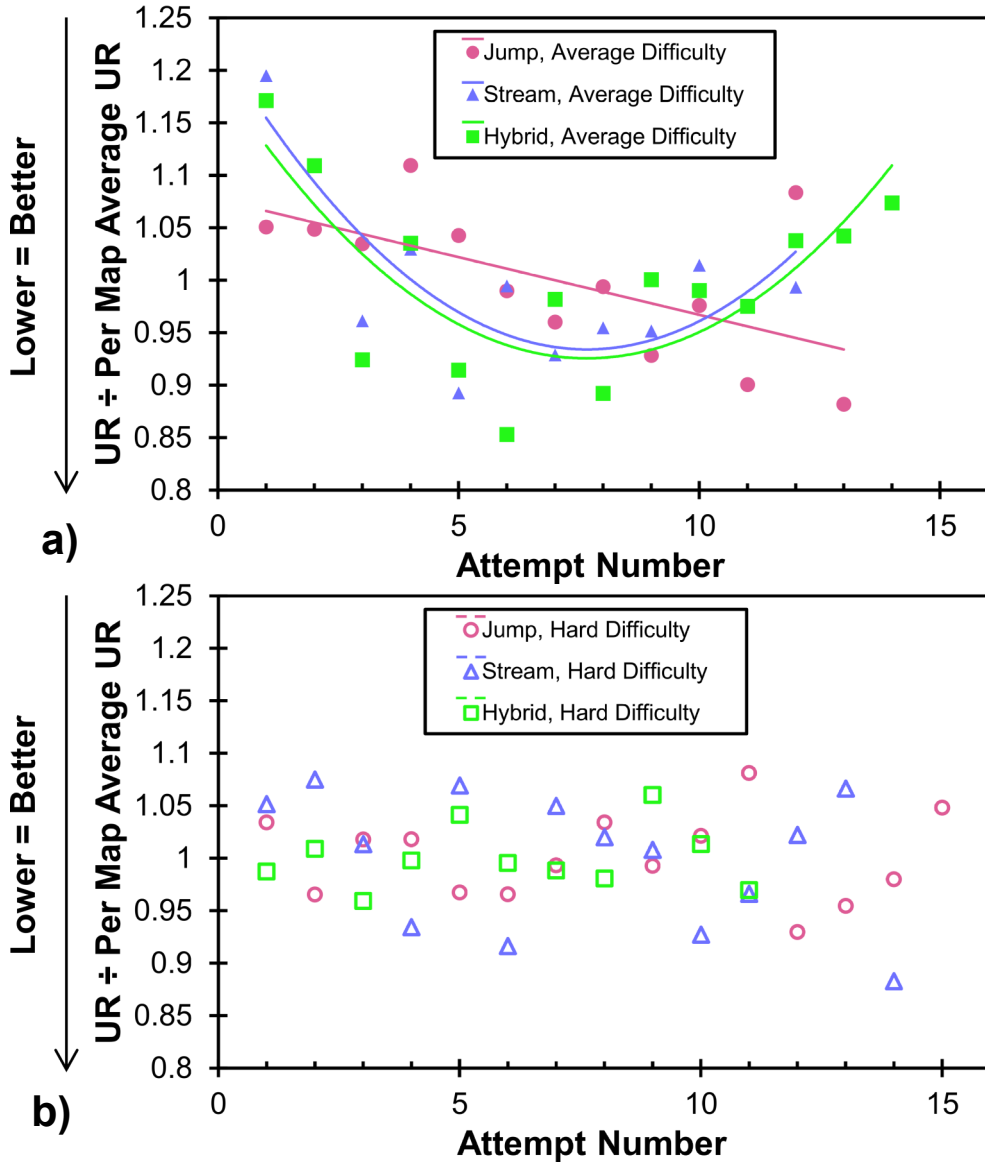 Lower = Better
UR ÷ Per Map Average UR
1.25
1.2
1.15
1.1
1.05
1
0.95
0.9
0.85
0.8
Jump, Average Difficulty
Stream, Average Difficulty
Hybrid, Average Difficulty
0
5
10
15
Attempt Number
a)
Lower = Better
UR ÷ Per Map Average UR
1.25
1.2
1.15
1.1
1.05
1
0.95
0.9
0.85
0.8
Jump, Hard Difficulty
Stream, Hard Difficulty
Hybrid, Hard Difficulty
0
5
10
15
Attempt Number
b)